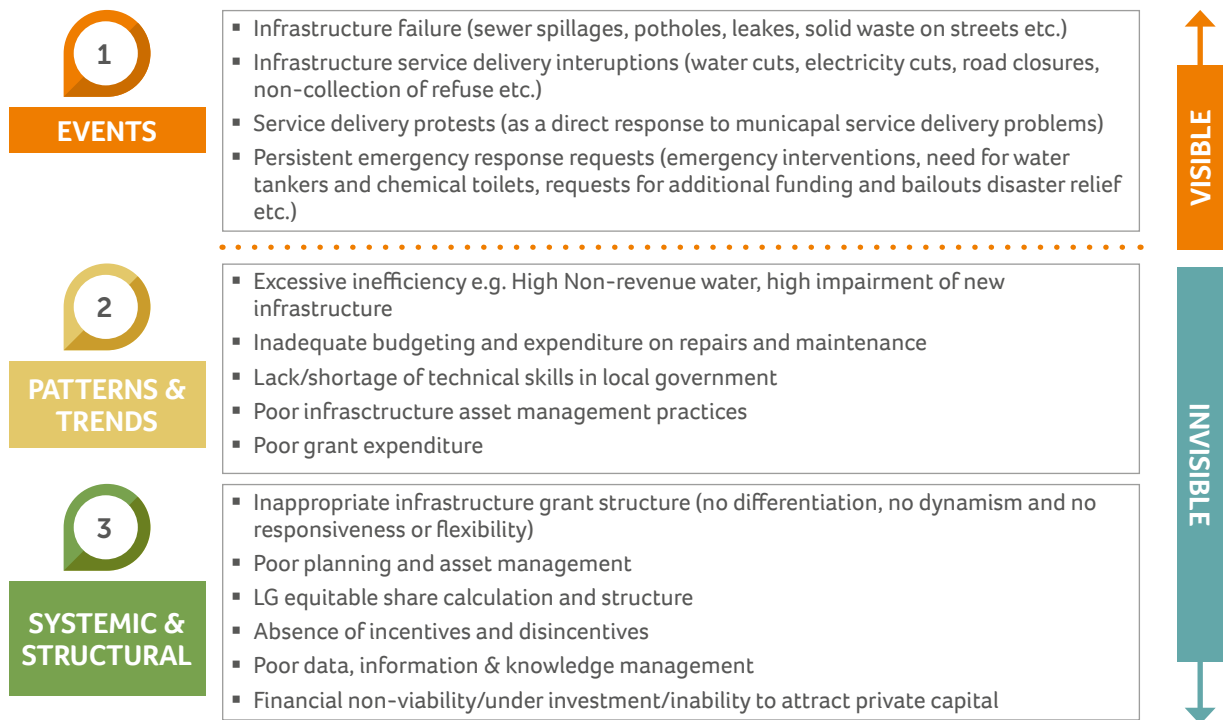 1
EVENTS
▪ Infrastructure failure (sewer spillages, potholes, leakes, solid waste on streets etc.)
▪ Infrastructure service delivery interuptions (water cuts, electricity cuts, road closures,
non-collection of refuse etc.)
▪ Service delivery protests (as a direct response to municapal service delivery problems)
▪ Persistent emergency response requests (emergency interventions, need for water
tankers and chemical toilets, requests for additional funding and bailouts disaster relief
etc.)
VISIBLE
2
PATTERNS &
TRENDS
▪ Excessive inefficiency e.g. High Non-revenue water, high impairment of new
infrastructure
▪ Inadequate budgeting and expenditure on repairs and maintenance
▪ Lack/shortage of technical skills in local government
▪ Poor infrasctructure asset management practices
▪ Poor grant expenditure
INVISIBLE
3
SYSTEMIC &
STRUCTURAL
▪ Inappropriate infrastructure grant structure (no differentiation, no dynamism and no
responsiveness or flexibility)
▪ Poor planning and asset management
▪ LG equitable share calculation and structure
▪ Absence of incentives and disincentives
▪ Poor data, information & knowledge management
▪ Financial non-viability/under investment/inability to attract private capital